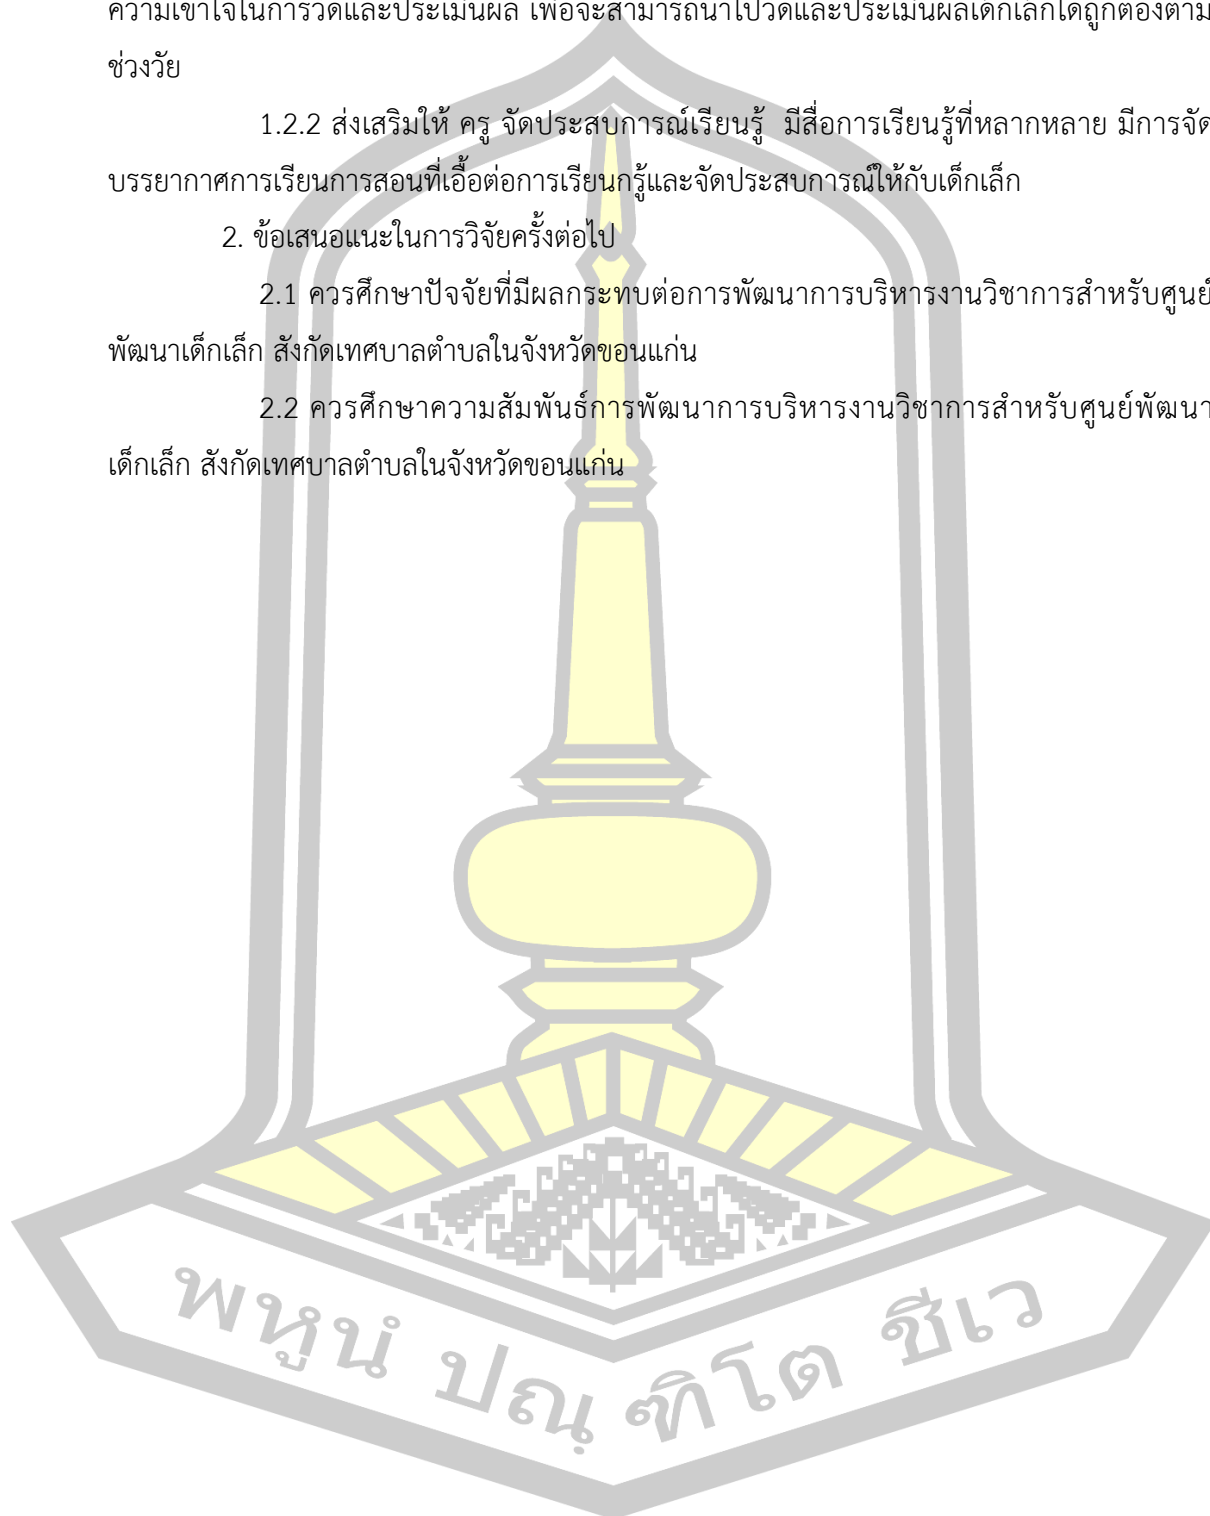 ความเข้าใจในการวัดและประเมินผล เพื่อจะสามารถนำไปวัดและประเมินผลเด็กเล็กได้ถูกต้องตาม
ช่วงวัย
1.2.2 ส่งเสริมให้ ครู จัดประสบการณ์เรียนรู้ มีสื่อการเรียนรู้ที่หลากหลาย มีการจัด
บรรยากาศการเรียนการสอนที่เอื้อต่อการเรียนกรู้และจัดประสบการณ์ให้กับเด็กเล็ก
2. ข้อเสนอแนะในการวิจัยครั้งต่อไป
2.1 ควรศึกษาปัจจัยที่มีผลกระทบต่อการพัฒนาการบริหารงานวิชาการสำหรับศูนย์
พัฒนาเด็กเล็ก สังกัดเทศบาลตำบลในจังหวัดขอนแก่น
2.2 ควรศึกษาความสัมพันธ์การพัฒนาการบริหารงานวิชาการสำหรับศูนย์พัฒนา
เด็กเล็ก สังกัดเทศบาลตำบลในจังหวัดขอนแก่น
พหูนํ ปณฺ ฑิโต ชีเว